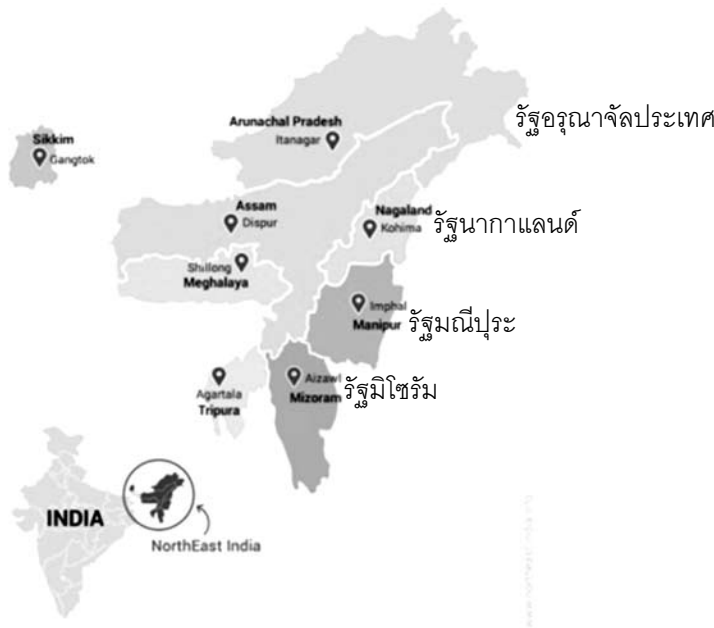 Arunachal Pradesh
Itanagar
รัฐอรุณาจัลประเทศ
Sikkim
Gangtok
Assam
Dispur
Nagaland
Kohima
รัฐนากาแลนด์
Shillong
Meghalaya
Imphal
Manipur
รัฐมณีปุระ
Agartala
Tripura
Aizawl
Mizoram
รัฐมิโซรัม
INDIA
NorthEast India